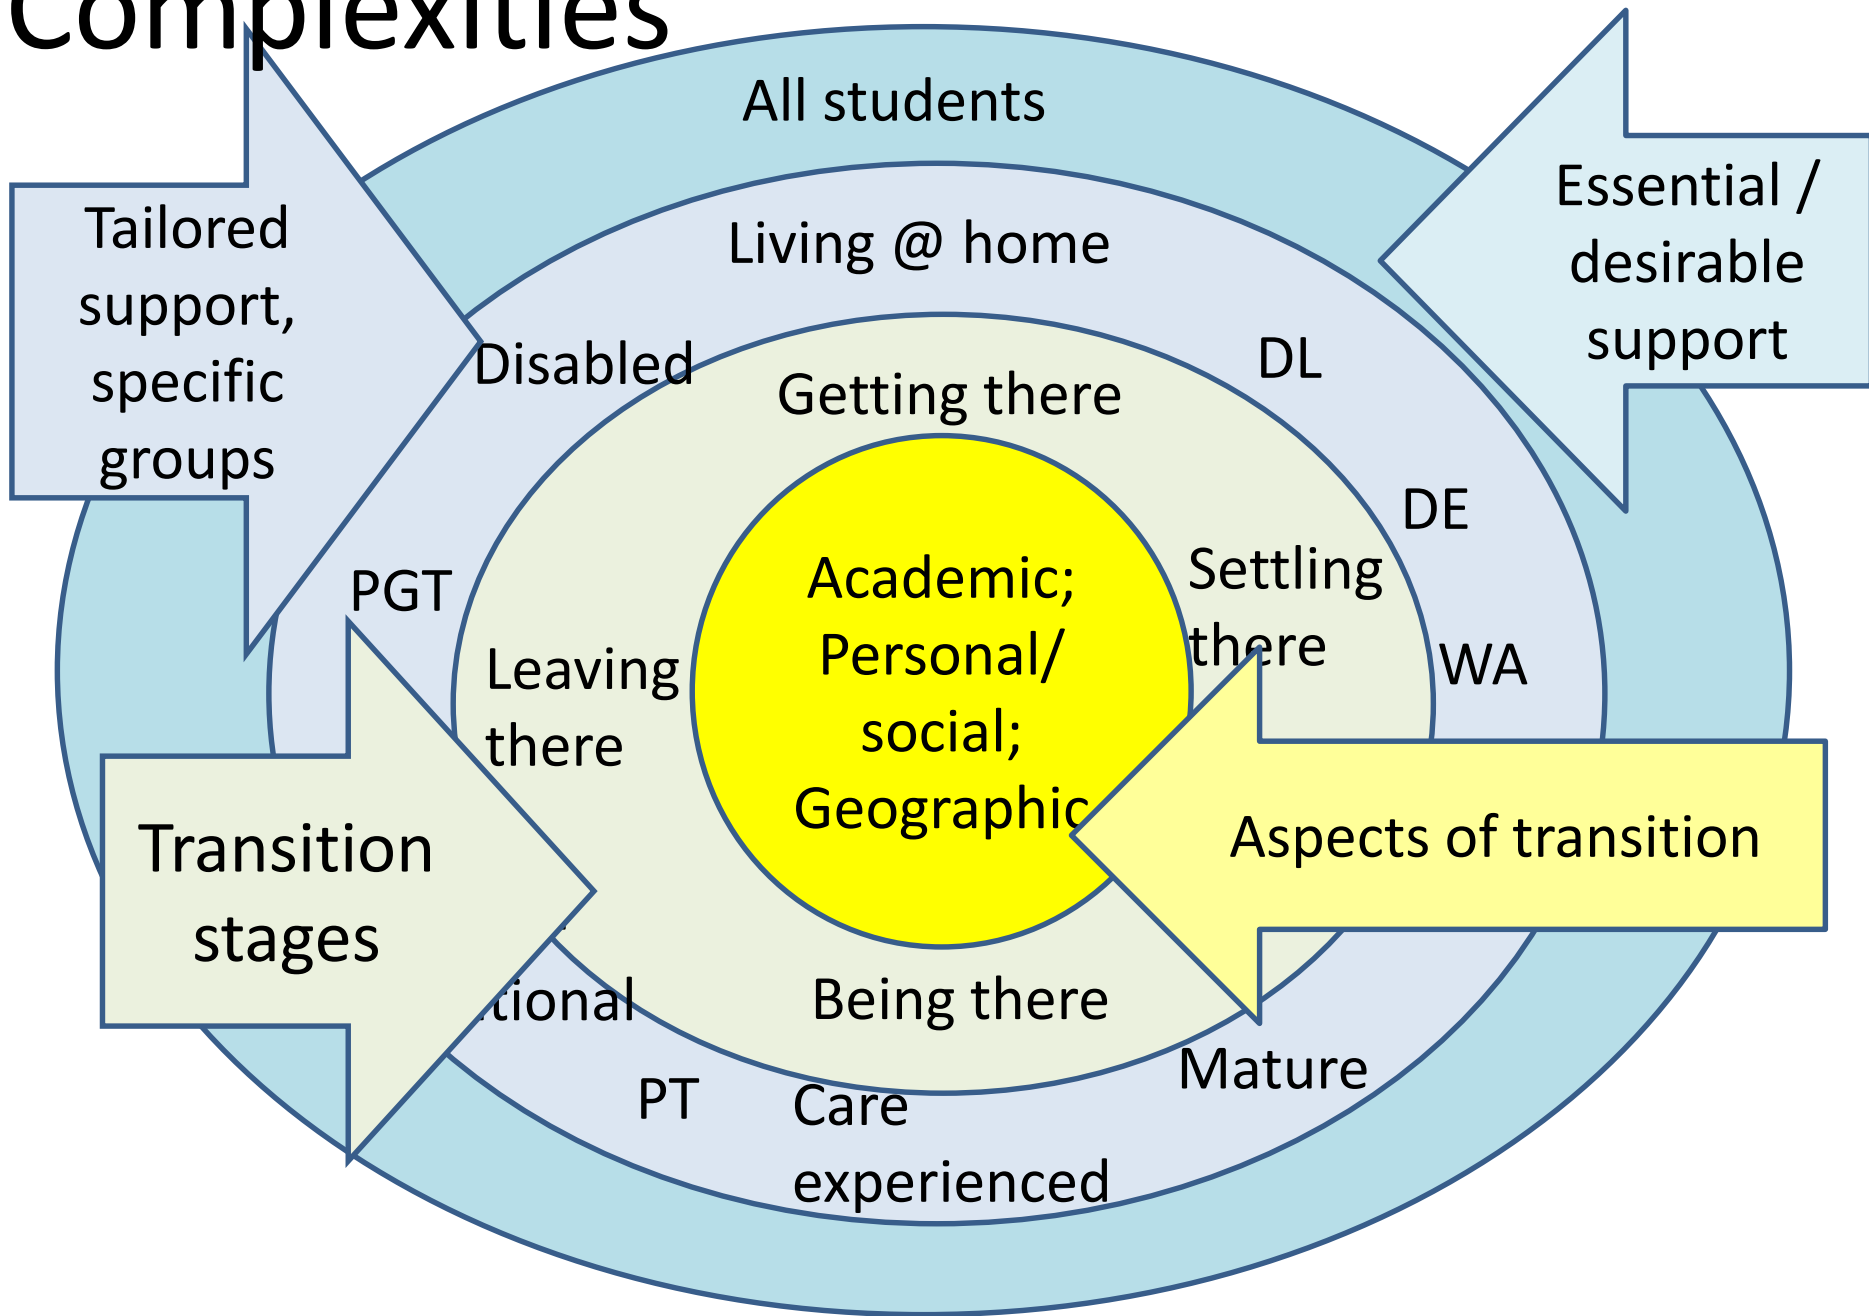 Complexities
All students
Tailored
support,
specific
groups
Essential /
desirable
support
Living @ home
Disabled
DL
Getting there
DE
Settling
there
PGT
Academic;
Personal/
social;
Geographic
Leaving
there
WA
Transition
stages
Aspects of transition
Being there
Mature
PT
Care
experienced